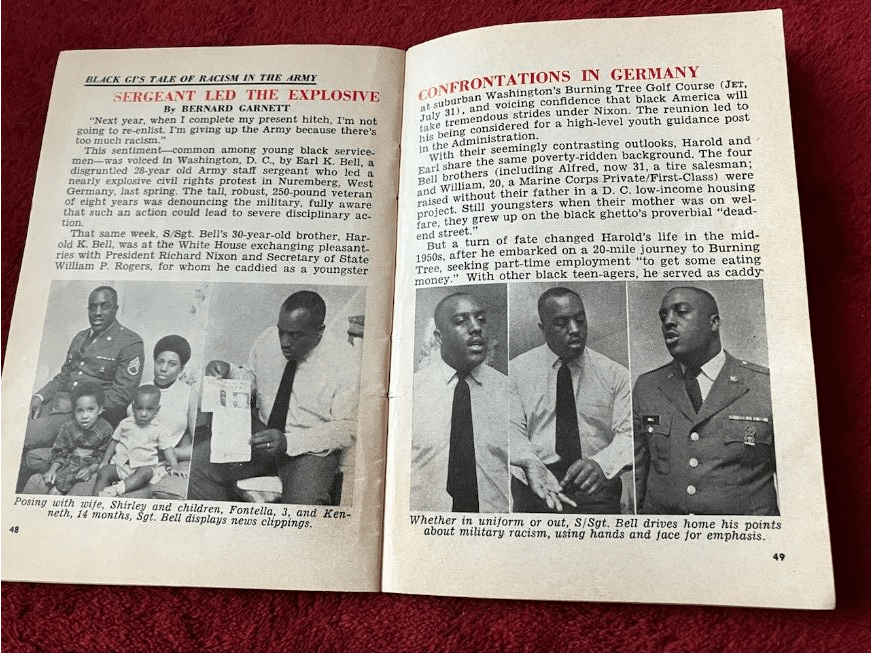 BLACK GI'S TALE OF RACISM IN THE ARMY
SERGEANT LED THE EXPLOSIVE
By BERNARD GARNETT
"Next year, when I complete my present hitch, I'm not
going to re-enlist. I'm giving up the Army because there's
too much racism."
This sentiment—common among young black service-
men—was voiced in Washington, D. C., by Earl K. Bell, a
disgruntled 28-year old Army staff sergeant who led a
nearly explosive civil rights protest in Nuremberg, West
Germany, last spring. The tall, robust, 250-pound veteran
of eight years was denouncing the military, fully aware
that such an action could lead to severe disciplinary ac-
tion.
That same week, S/Sgt. Bell's 30-year-old brother, Har-
old K. Bell, was at the White House exchanging pleasant-
ries with President Richard Nixon and Secretary of State
William P. Rogers, for whom he caddied as a youngster
Posing with wife, Shirley and children, Fontella, 3, and Ken-
neth, 14 months, Sgt. Bell displays news clippings.
48
CONFRONTATIONS IN GERMANY
at suburban Washington's Burning Tree Golf Course (JET,
July 31), and voicing confidence that black America will
take tremendous strides under Nixon. The reunion led to
his being considered for a high-level youth guidance post
in the Administration.
With their seemingly contrasting outlooks, Harold and
Earl share the same poverty-ridden background. The four
Bell brothers (including Alfred, now 31, a tire salesman;
and William, 20, a Marine Corps Private/First-Class) were
raised without their father in a D. C. low-income housing
project. Still youngsters when their mother was on wel-
fare, they grew up on the black ghetto's proverbial "dead-
end street."
But a turn of fate changed Harold's life in the mid-
1950s, after he embarked on a 20-mile journey to Burning
Tree, seeking part-time employment "to get some eating
money." With other black teen-agers, he served as caddy
BELL
Whether in uniform or out, S/Sgt. Bell drives home his points
about military racism, using hands and face for emphasis.
49